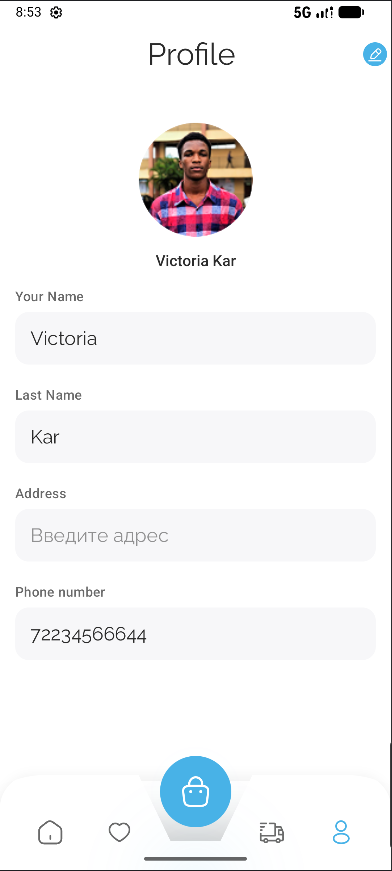 8:53
5G
Profile
Victoria Kar
Your Name
Victoria
Last Name
Kar
Address
Введите адрес
Phone number
72234566644